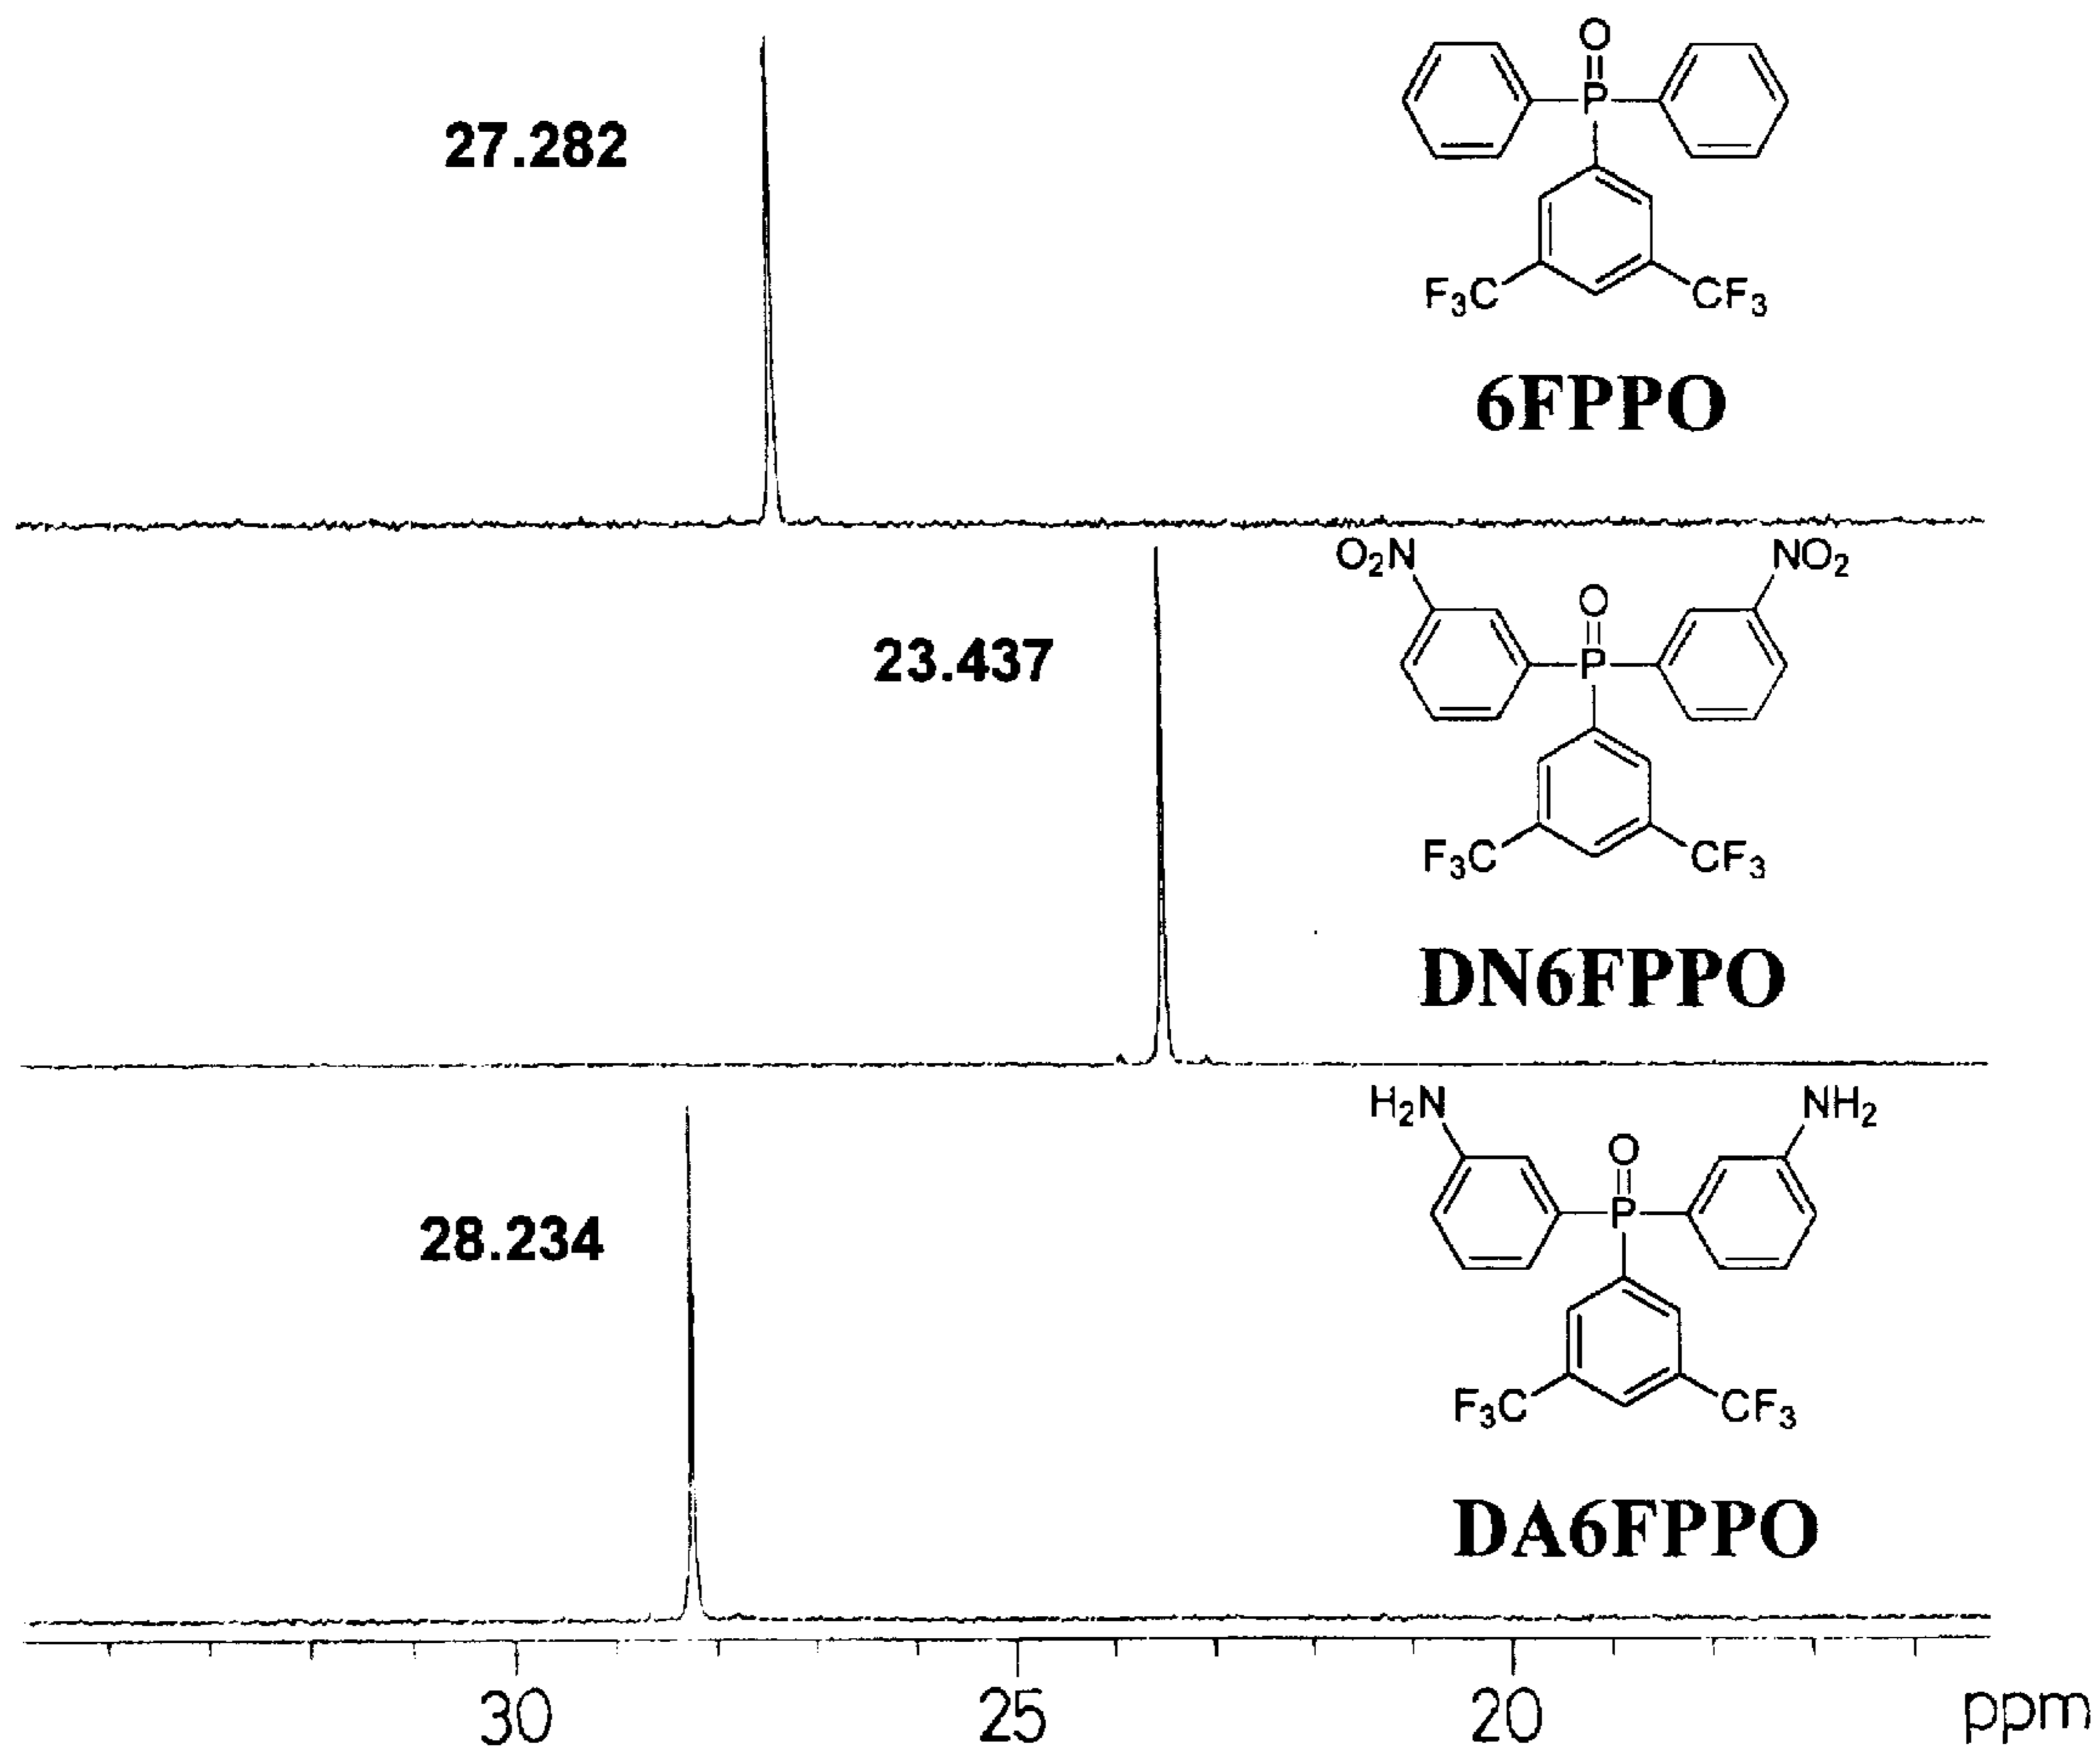 O
P
27.282
F3C CF3
6FPPO
O2N NO2
O
23.437
P
F3C CF3
DN6FPPO
H2N NH2
O
P
28.234
F3C CF3
DA6FPPO
30 25 20 ppm